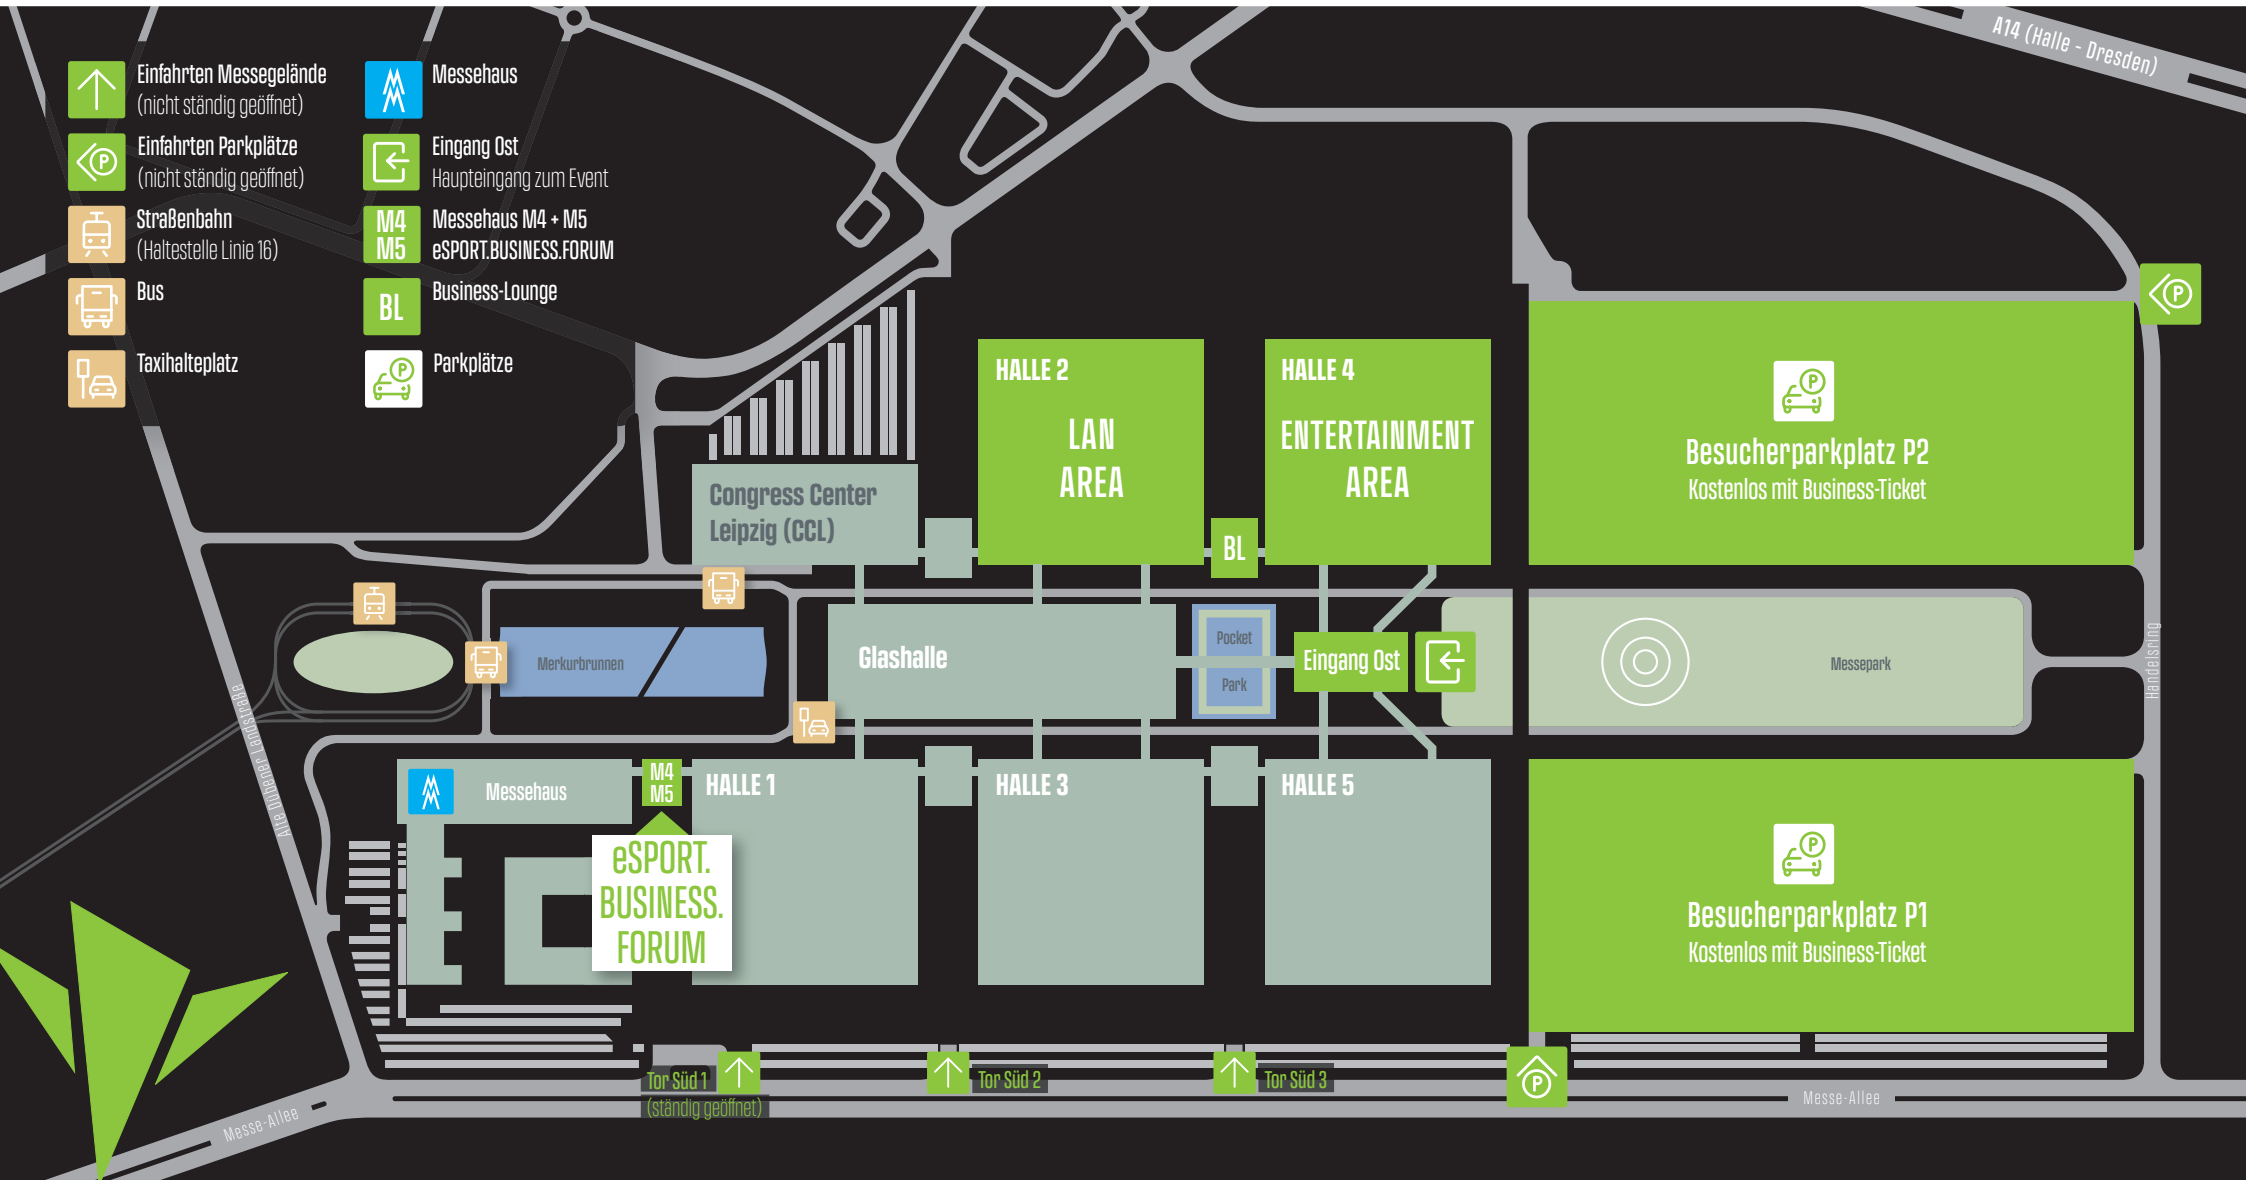 A14 (Halle - Dresden)
Einfahrten Messegelände
(nicht ständig geöffnet)
P
Einfahrten Parkplätze
(nicht ständig geöffnet)
Straßenbahn
(Haltestelle Linie 16)
Bus
Taxihalteplatz
Messehaus
Eingang Ost
Haupteingang zum Event
M4
M5
Messehaus M4 + M5
eSPORT.BUSINESS.FORUM
BL
Business-Lounge
P
Parkplätze
P
HALLE 2
LAN
AREA
HALLE 4
ENTERTAINMENT
AREA
P
Besucherparkplatz P2
Kostenlos mit Business-Ticket
Congress Center
Leipzig (CCL)
BL
Merkurbrunnen
Glashalle
Pocket
Park
Eingang Ost
Messepark
Handelsring
Alte Dübener Landstraße
Messehaus
M4
M5
HALLE 1
HALLE 3
HALLE 5
eSPORT.
BUSINESS.
FORUM
P
Besucherparkplatz P1
Kostenlos mit Business-Ticket
Tor Süd 1
(ständig geöffnet)
Tor Süd 2
Tor Süd 3
P
Messe-Allee
Messe-Allee